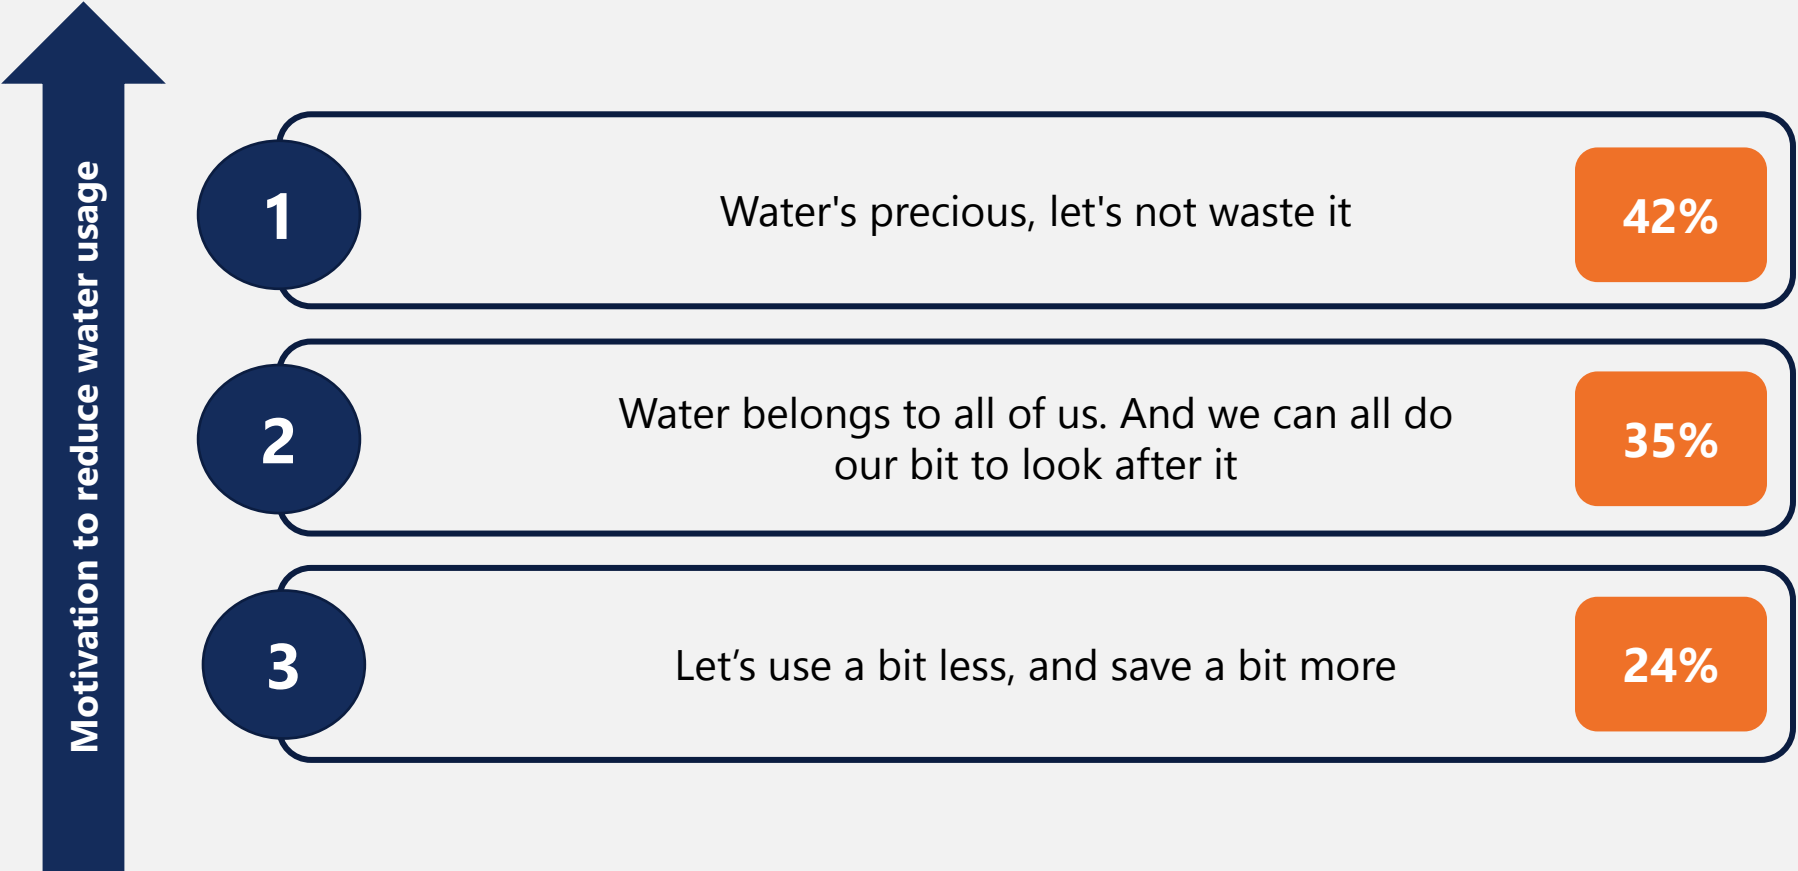 Motivation to reduce water usage
1
Water's precious, let's not waste it
42%
2
Water belongs to all of us. And we can all do
our bit to look after it
35%
3
Let’s use a bit less, and save a bit more
24%